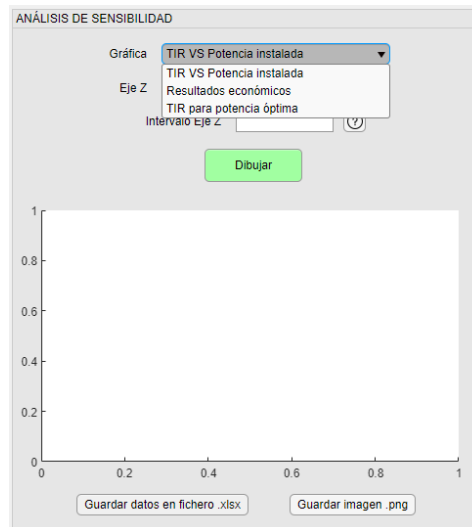 ANÁLISIS DE SENSIBILIDAD
Gráfica TIR VS Potencia instalada
TIR VS Potencia instalada
Eje Z Resultados económicos
TIR para potencia óptima
Intervalo Eje Z ?
Dibujar
1
0.8
0.6
0.4
0.2
0
0 0.2 0.4 0.6 0.8 1
Guardar datos en fichero .xlsx Guardar imagen .png